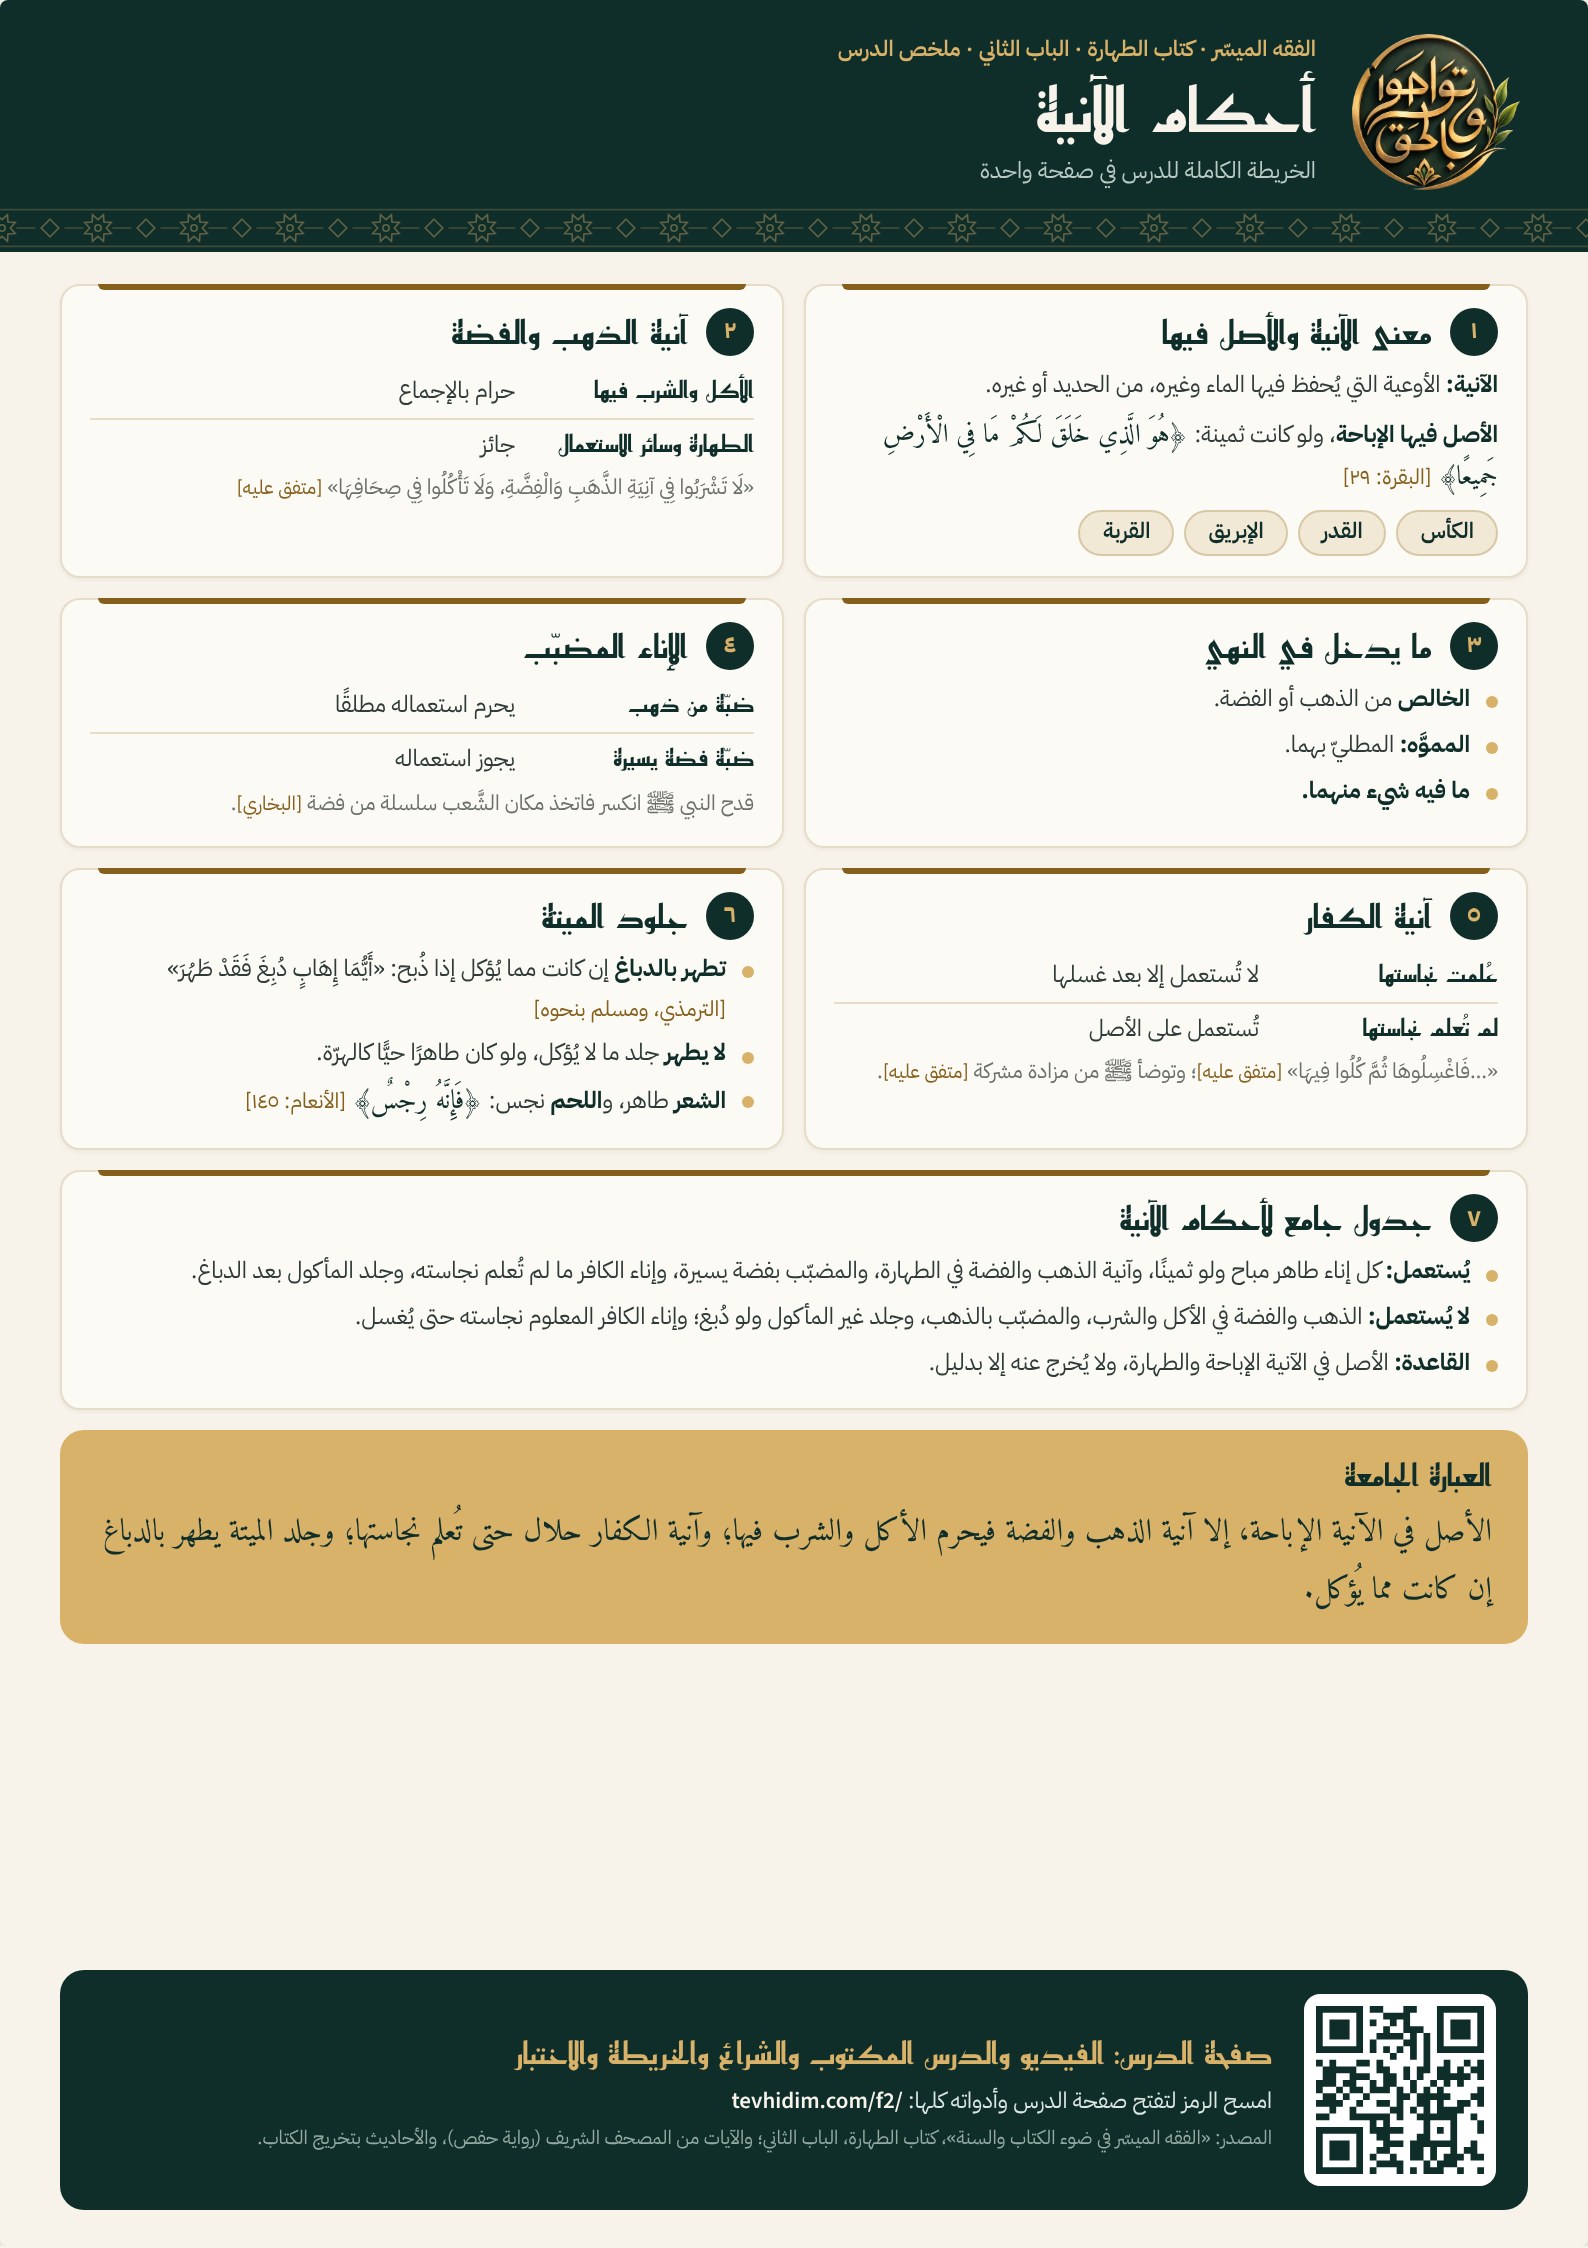 وتواصوا بالحق
الفقه الميسّر · كتاب الطهارة · الباب الثاني · ملخص الدرس
أحكام الآنية
الخريطة الكاملة للدرس في صفحة واحدة
١ معنى الآنية والأصل فيها
الآنية: الأوعية التي يُحفظ فيها الماء وغيره، من الحديد أو غيره.
الأصل فيها الإباحة، ولو كانت ثمينة: ﴿هُوَ الَّذِي خَلَقَ لَكُمْ مَا فِي الْأَرْضِ
جَمِيعًا﴾ [البقرة: ٢٩]
الكأس القدر الإبريق القربة
٢ آنية الذهب والفضة
الأكل والشرب فيها حرام بالإجماع
الطهارة وسائر الاستعمال جائز
«لَا تَشْرَبُوا فِي آنِيَةِ الذَّهَبِ وَالْفِضَّةِ، وَلَا تَأْكُلُوا فِي صِحَافِهَا» [متفق عليه]
٣ ما يدخل في النهي
الخالص من الذهب أو الفضة.
المموَّه: المطليّ بهما.
ما فيه شيء منهما.
٤ الإناء المضبّب
ضبّة من ذهب يحرم استعماله مطلقًا
ضبّة فضة يسيرة يجوز استعماله
قدح النبي ﷺ انكسر فاتخذ مكان الشَّعب سلسلة من فضة [البخاري].
٥ آنية الكفار
عُلمت نجاستها لا تُستعمل إلا بعد غسلها
لم تُعلم نجاستها تُستعمل على الأصل
«...فَاغْسِلُوهَا ثُمَّ كُلُوا فِيهَا» [متفق عليه]؛ وتوضأ ﷺ من مزادة مشركة [متفق عليه].
٦ جلود الميتة
تطهر بالدباغ إن كانت مما يُؤكل إذا ذُبح: «أَيُّمَا إِهَابٍ دُبِغَ فَقَدْ طَهُرَ»
[الترمذي، ومسلم بنحوه]
لا يطهر جلد ما لا يُؤكل، ولو كان طاهرًا حيًّا كالهرّة.
الشعر طاهر، واللحم نجس: ﴿فَإِنَّهُ رِجْسٌ﴾ [الأنعام: ١٤٥]
٧ جدول جامع لأحكام الآنية
يُستعمل: كل إناء طاهر مباح ولو ثمينًا، وآنية الذهب والفضة في الطهارة، والمضبّب بفضة يسيرة، وإناء الكافر ما لم تُعلم نجاسته، وجلد المأكول بعد الدباغ.
لا يُستعمل: الذهب والفضة في الأكل والشرب، والمضبّب بالذهب، وجلد غير المأكول ولو دُبغ؛ وإناء الكافر المعلوم نجاسته حتى يُغسل.
القاعدة: الأصل في الآنية الإباحة والطهارة، ولا يُخرج عنه إلا بدليل.
العبارة الجامعة
الأصل في الآنية الإباحة، إلا آنية الذهب والفضة فيحرم الأكل والشرب فيها؛ وآنية الكفار حلال حتى تُعلم نجاستها؛ وجلد الميتة يطهر بالدباغ
إن كانت مما يُؤكل.
صفحة الدرس: الفيديو والدرس المكتوب والشرائح والخريطة والاختبار
امسح الرمز لتفتح صفحة الدرس وأدواته كلها: tevhidim.com/f2/
المصدر: «الفقه الميسّر في ضوء الكتاب والسنة»، كتاب الطهارة، الباب الثاني؛ والآيات من المصحف الشريف (رواية حفص)، والأحاديث بتخريج الكتاب.